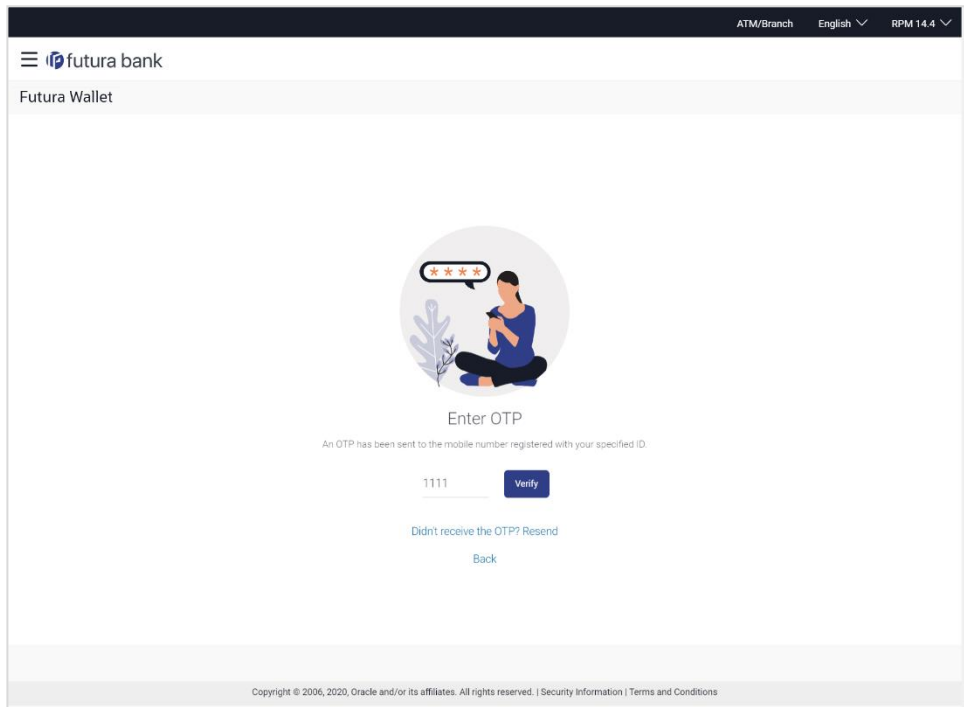 ATM/Branch English RPM 14.4
futura bank
Futura Wallet
****
Enter OTP
An OTP has been sent to the mobile number registered with your specified ID.
1111 Verify
Didn't receive the OTP? Resend
Back
Copyright © 2006, 2020, Oracle and/or its affiliates. All rights reserved. | Security Information | Terms and Conditions